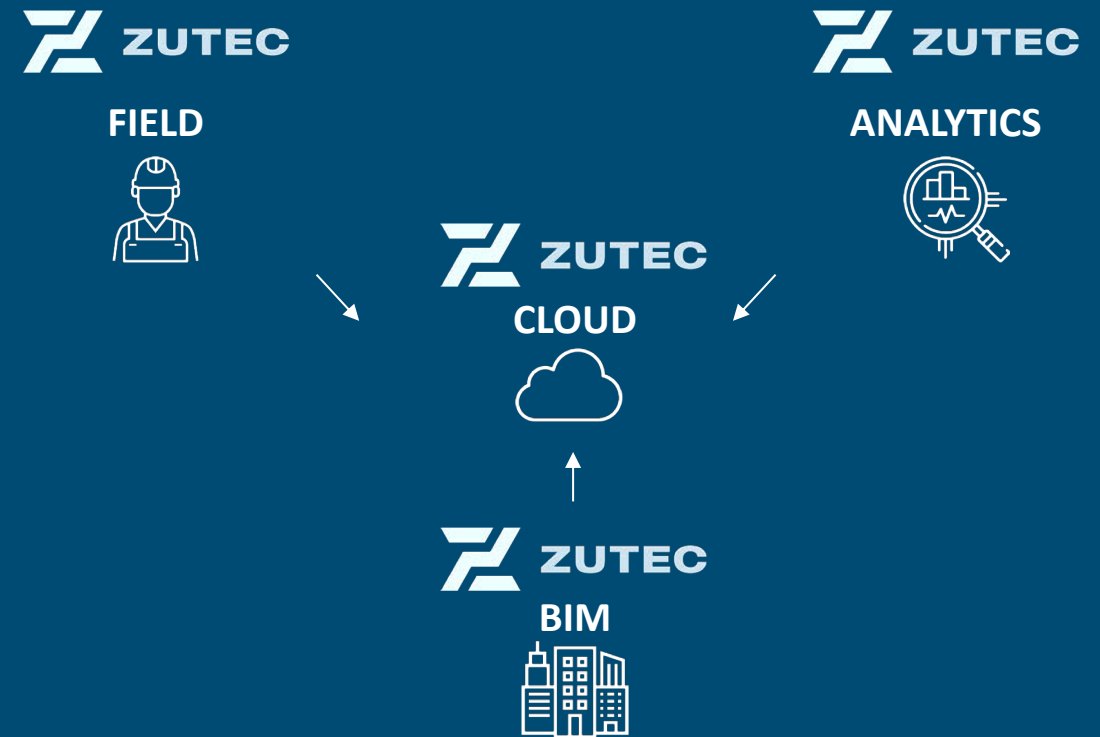 ZUTEC
FIELD
ZUTEC
ANALYTICS
ZUTEC
CLOUD
ZUTEC
BIM